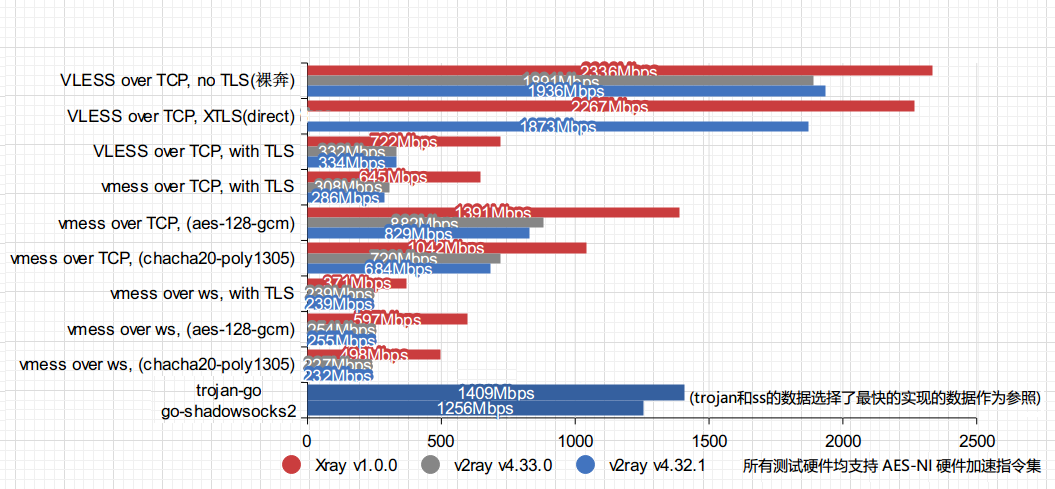 VLESS over TCP, no TLS(裸奔)
2336Mbps
1891Mbps
1936Mbps
VLESS over TCP, XTLS(direct)
2267Mbps
1873Mbps
VLESS over TCP, with TLS
722Mbps
332Mbps
334Mbps
vmess over TCP, with TLS
645Mbps
308Mbps
286Mbps
vmess over TCP, (aes-128-gcm)
1391Mbps
882Mbps
829Mbps
vmess over TCP, (chacha20-poly1305)
1042Mbps
720Mbps
684Mbps
vmess over ws, with TLS
371Mbps
239Mbps
239Mbps
vmess over ws, (aes-128-gcm)
597Mbps
254Mbps
255Mbps
vmess over ws, (chacha20-poly1305)
498Mbps
227Mbps
232Mbps
trojan-go
1409Mbps
(trojan和ss的数据选择了最快的实现的数据作为参照)
go-shadowsocks2
1256Mbps
0 500 1000 1500 2000 2500
Xray v1.0.0 v2ray v4.33.0 v2ray v4.32.1 所有测试硬件均支持 AES-NI 硬件加速指令集